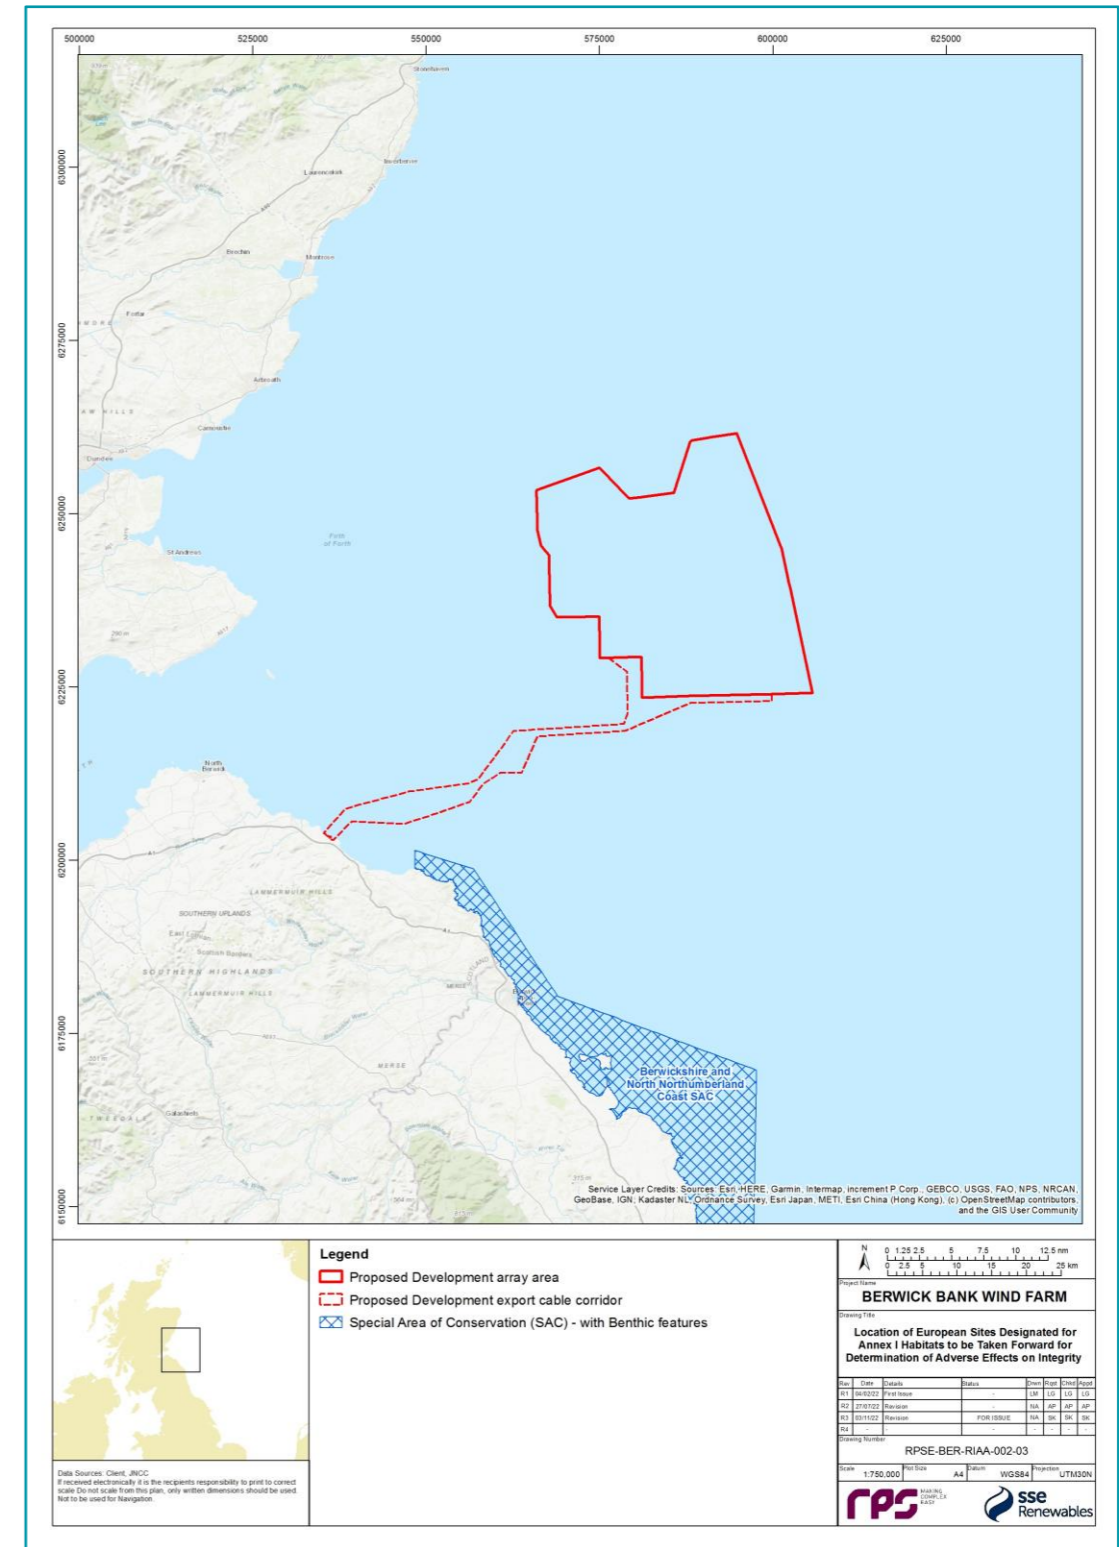 500000
525000
550000
575000
600000
625000
6300000
6275000
6250000
6225000
6200000
6175000
6150000
Stonehaven
Inverbervie
Laurencekirk
Brechin
Montrose
Forfar
Arbroath
Carnoustie
Dundee
St Andrews
Firth
of Forth
North
Berwick
A1
LAMMERMUIR HILLS
SOUTHERN UPLANDS
Scottish Borders
SOUTHERN HIGHLANDS
LAMMERMUIR HILLS
MERSE
SCOTLAND
MERSE
Galashiels
Berwickshire and
North Northumberland
Coast SAC
Service Layer Credits: Sources: Esri, HERE, Garmin, Intermap, increment P Corp., GEBCO, USGS, FAO, NPS, NRCAN,
GeoBase, IGN, Kadaster NL, Ordnance Survey, Esri Japan, METI, Esri China (Hong Kong), (c) OpenStreetMap contributors,
and the GIS User Community
Legend
Proposed Development array area
Proposed Development export cable corridor
Special Area of Conservation (SAC) - with Benthic features
N
0 1.25 2.5 5 7.5 10 12.5 nm
0 2.5 5 10 15 20 25 km
Project Name
BERWICK BANK WIND FARM
Drawing Title
Location of European Sites Designated for
Annex I Habitats to be Taken Forward for
Determination of Adverse Effects on Integrity
Rev Date Details Status Drwn Rqst Chkd Appd
R1 04/02/22 First Issue - LM LG LG LG
R2 27/07/22 Revision - NA AP AP AP
R3 03/11/22 Revision FOR ISSUE NA SK SK SK
R4 - - - - - - -
Drawing Number
RPSE-BER-RIAA-002-03
Scale 1:750,000 Plot Size A4 Datum WGS84 Projection UTM30N
rps MAKING COMPLEX EASY
sse
Renewables
Data Sources: Client, JNCC
If received electronically it is the recipients responsibility to print to correct
scale Do not scale from this plan, only written dimensions should be used.
Not to be used for Navigation.